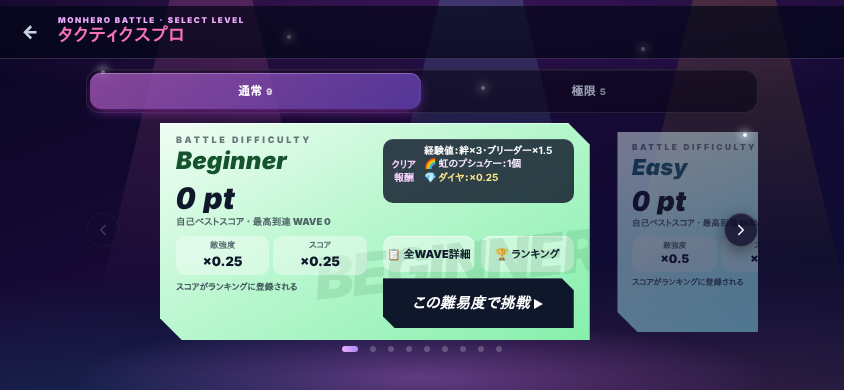 MONHERO BATTLE · SELECT LEVEL
タクティクスプロ
通常 9
極限 5
BATTLE DIFFICULTY
Beginner
0 pt
自己ベストスコア · 最高到達 WAVE 0
敵強度
×0.25
スコア
×0.25
スコアがランキングに登録される
クリア報酬
経験値:絆×3·ブリーダー×1.5
🌈 虹のプシュケー:1個
💎 ダイヤ:×0.25
📋 全WAVE詳細
🏆 ランキング
BEGINNER
この難易度で挑戦 ▶
BATTLE DIFFICULTY
Easy
0 pt
自己ベストスコア · 最高到達
敵強度
×0.5
スコアがランキングに登録される